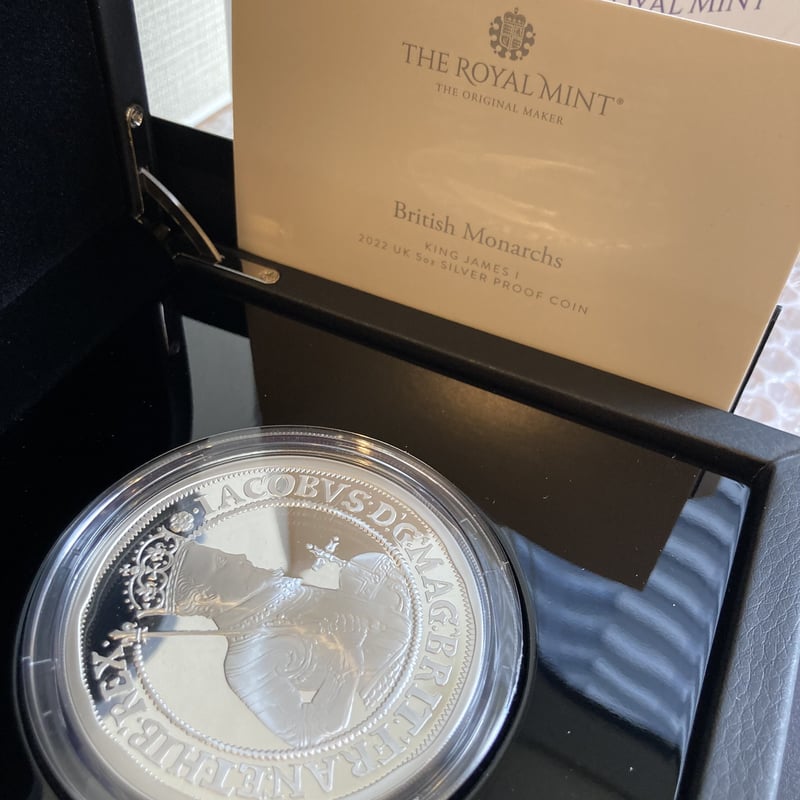 ROYAL MINT
THE ROYAL MINT®
THE ORIGINAL MAKER
British Monarchs
KING JAMES I
2022 UK 5oz SILVER PROOF COIN
·IACOBVS·D'G'MAG'BRIT'FRAN'ET·HIB'REX·